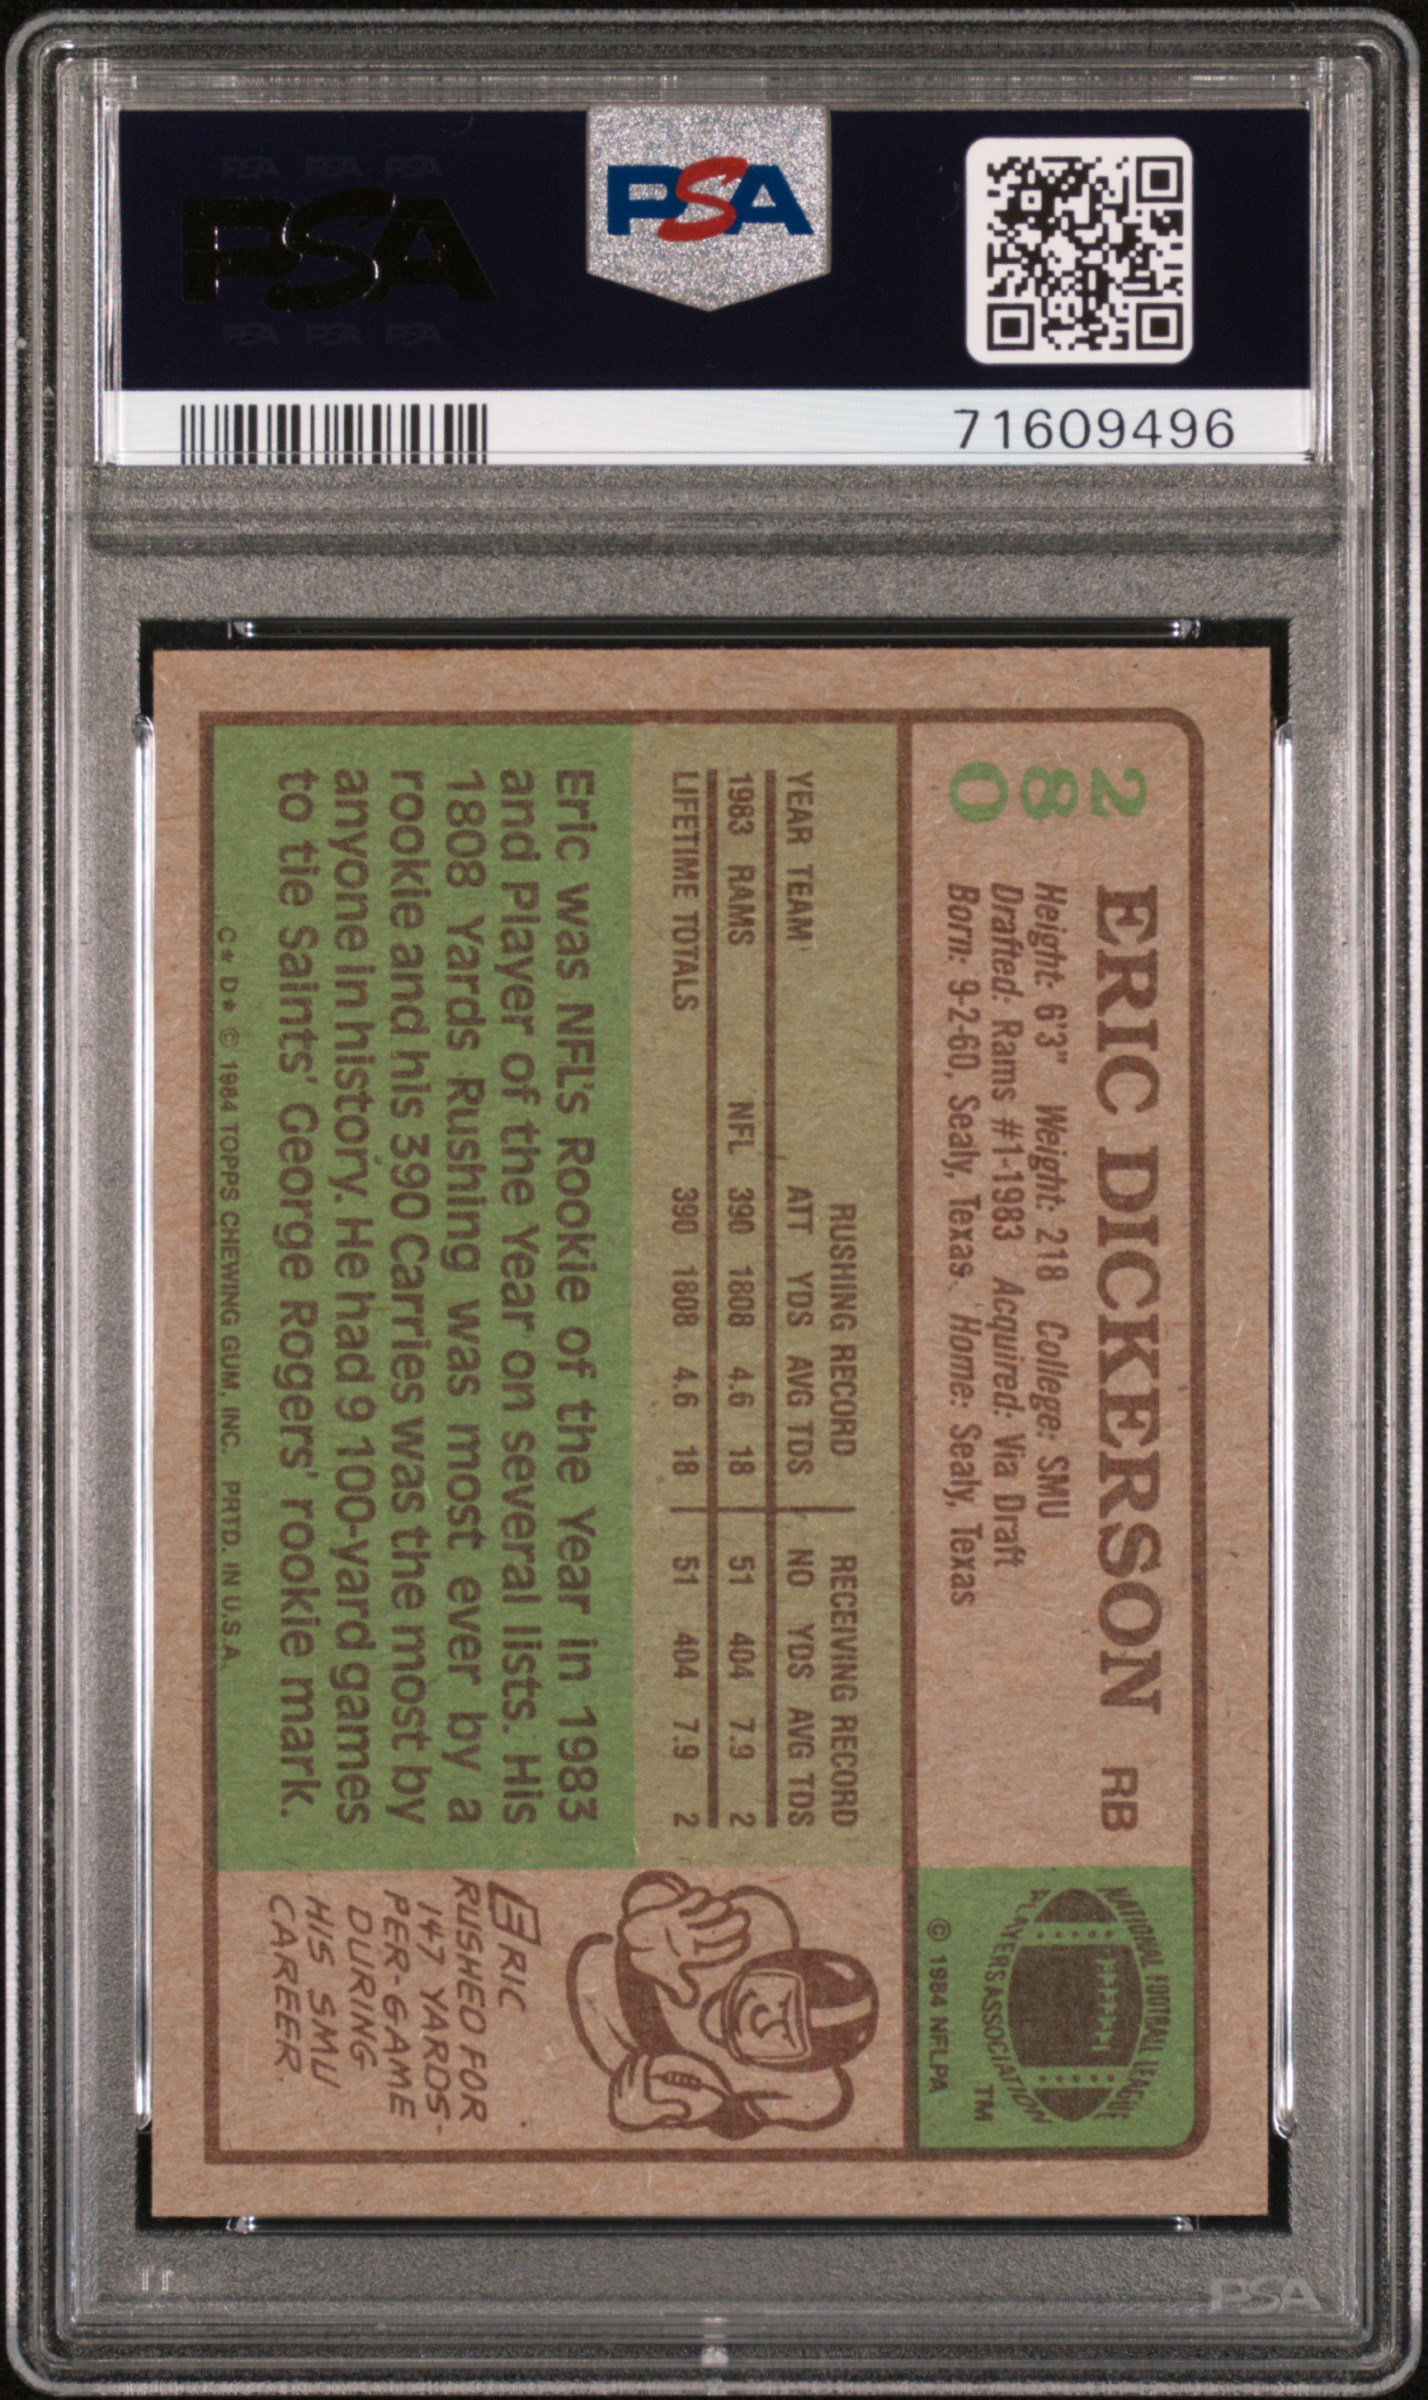 PSA PSA PSA
PSA
PSA PSA PSA
PSA
71609496
280
ERIC DICKERSON RB
Height: 6'3" Weight: 218 College: SMU
Drafted: Rams #1-1983 Acquired: Via Draft
Born: 9-2-60, Sealy, Texas Home: Sealy, Texas
NATIONAL FOOTBALL LEAGUE
PLAYERS ASSOCIATION
TM
© 1984 NFLPA
RUSHING RECORD RECEIVING RECORD
YEAR TEAM ATT YDS AVG TDS NO YDS AVG TDS
1983 RAMS NFL 390 1808 4.6 18 51 404 7.9 2
LIFETIME TOTALS 390 1808 4.6 18 51 404 7.9 2
Eric was NFL's Rookie of the Year in 1983
and Player of the Year on several lists. His
1808 Yards Rushing was most ever by a
rookie and his 390 Carries was the most by
anyone in history. He had 9 100-yard games
to tie Saints' George Rogers' rookie mark.
C* D* © 1984 TOPPS CHEWING GUM, INC. PRTD. IN U.S.A.
ERIC
RUSHED FOR
147 YARDS-
PER-GAME
DURING
HIS SMU
CAREER.
PSA